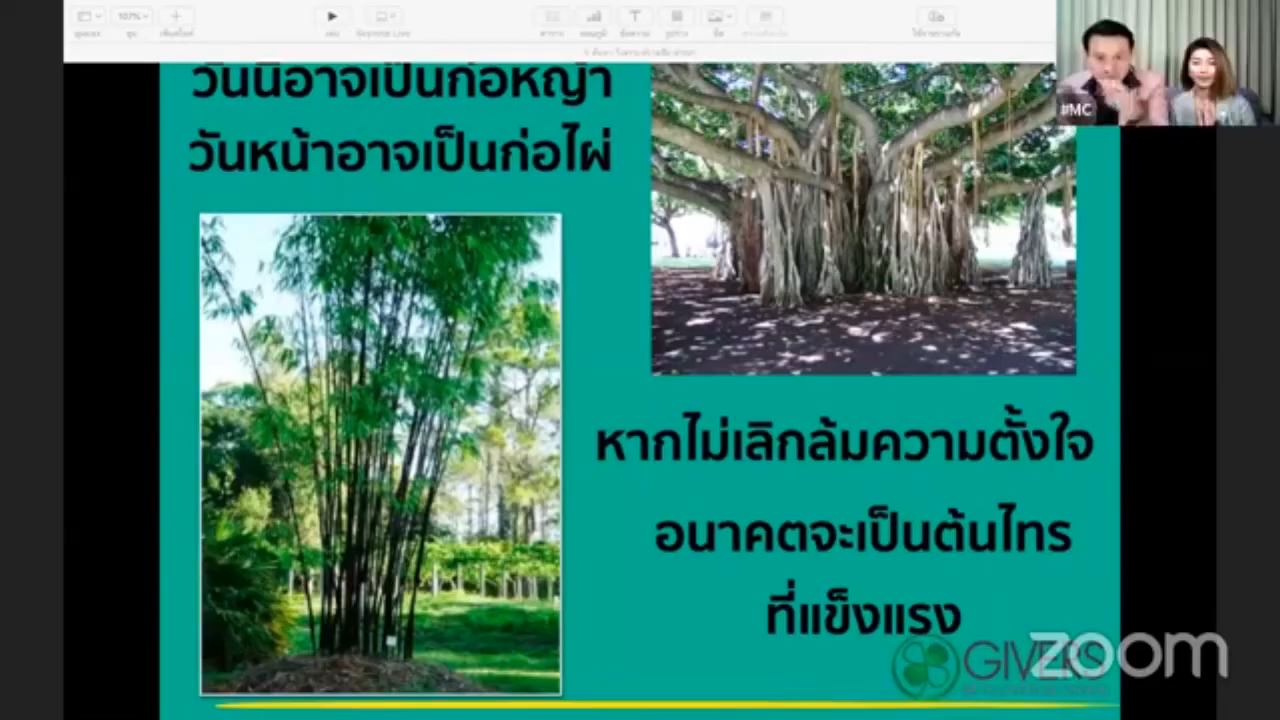 107%
Keynote Live
#MC
วันนี้อาจเป็นก่อหญ้า
วันหน้าอาจเป็นก่อไผ่
หากไม่เลิกล้มความตั้งใจ
อนาคตจะเป็นต้นไทร
ที่แข็งแรง
GIVERS
zoom